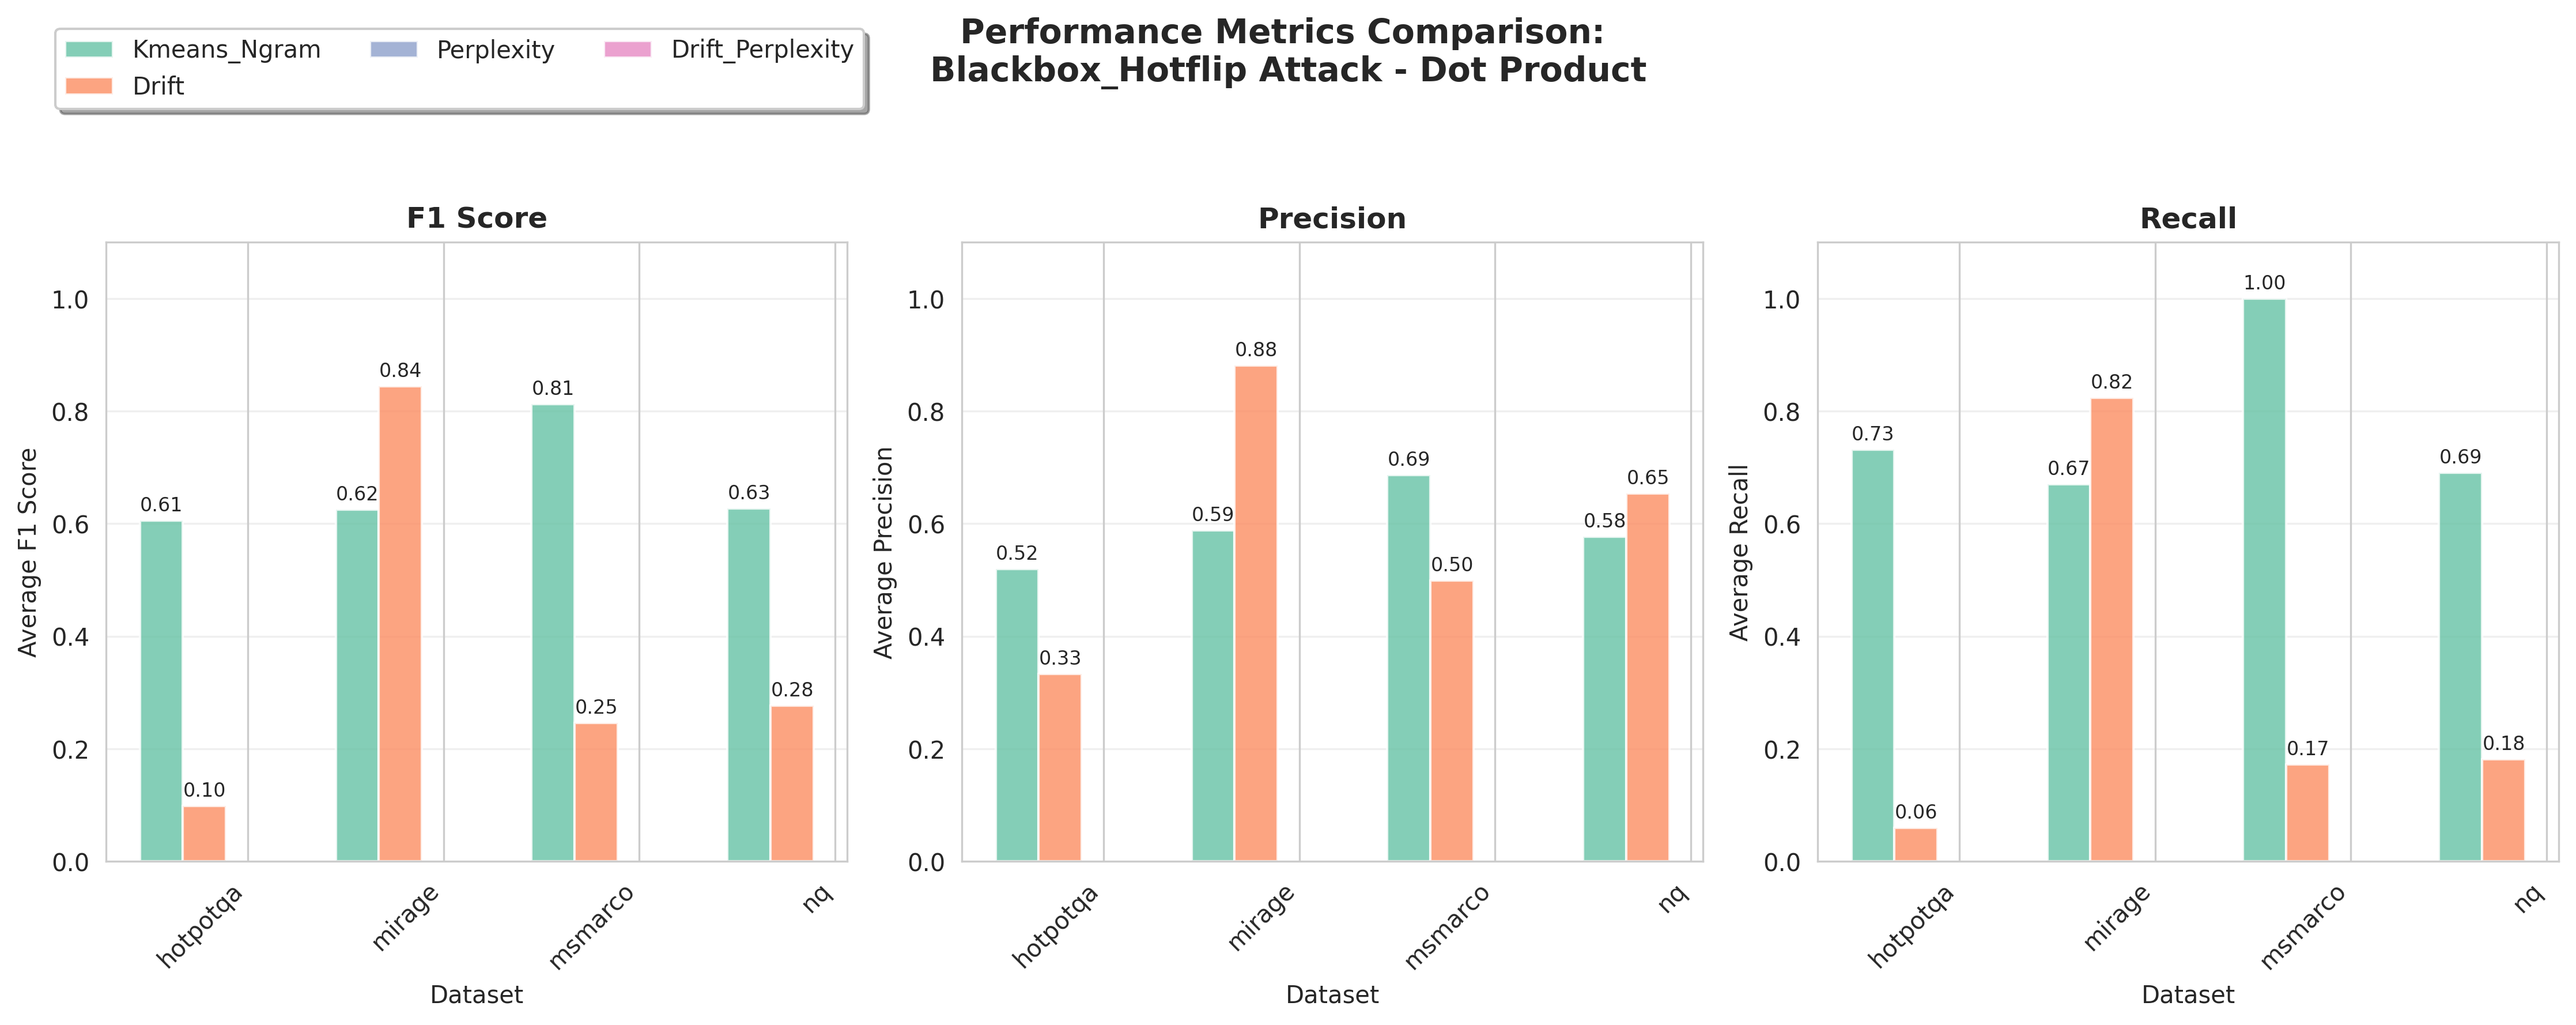 Performance Metrics Comparison:
Blackbox_Hotflip Attack - Dot Product
Kmeans_Ngram Perplexity Drift_Perplexity
Drift
F1 Score
Average F1 Score
1.0
0.8
0.6
0.4
0.2
0.0
0.61
0.10
0.62
0.84
0.81
0.25
0.63
0.28
hotpotqa
mirage
msmarco
nq
Dataset
Precision
Average Precision
1.0
0.8
0.6
0.4
0.2
0.0
0.52
0.33
0.59
0.88
0.69
0.50
0.58
0.65
hotpotqa
mirage
msmarco
nq
Dataset
Recall
Average Recall
1.0
0.8
0.6
0.4
0.2
0.0
0.73
0.06
0.67
0.82
1.00
0.17
0.69
0.18
hotpotqa
mirage
msmarco
nq
Dataset